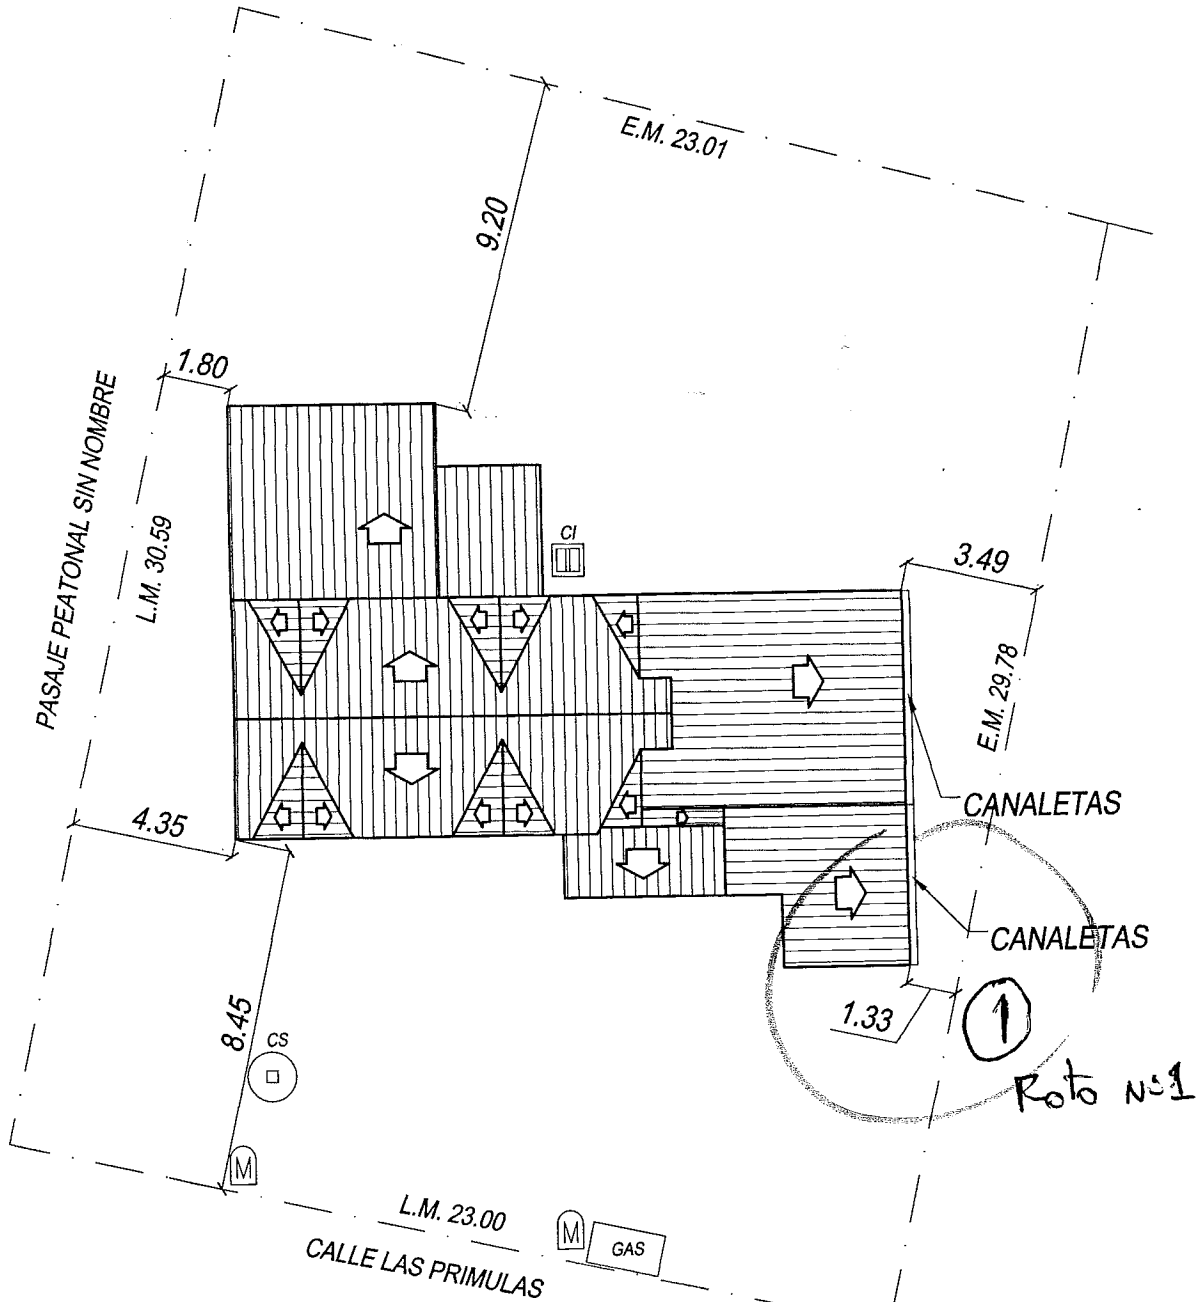 E.M. 23.01
9.20
1.80
PASAJE PEATONAL SIN NOMBRE
L.M. 30.59
CI
3.49
E.M. 29.78
CANALETAS
4.35
CANALETAS
1.33
1
Roto Nº1
8.45
CS
M
L.M. 23.00
M
GAS
CALLE LAS PRIMULAS